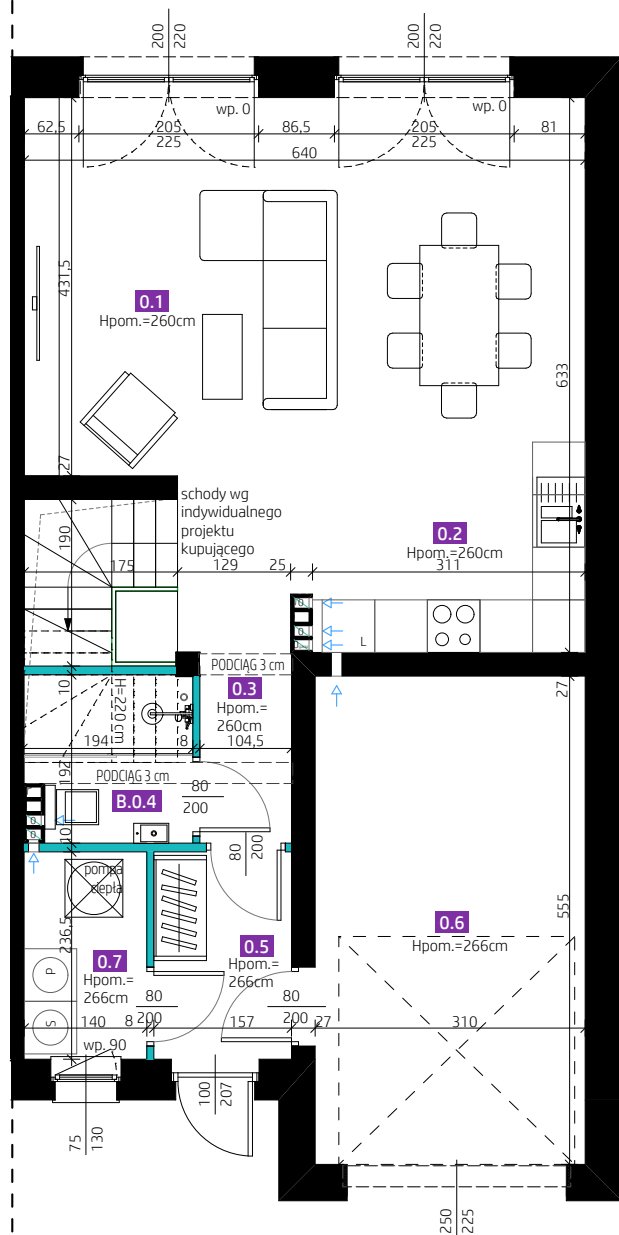 200
220
200
220
wp. 0
wp. 0
62,5
205
225
86,5
205
225
81
640
431,5
0.1
Hpom.=260cm
633
27
schody wg
indywidualnego
projektu
kupującego
190
0.2
Hpom.=260cm
175
129
25
311
L
PODCIĄG 3 cm
10
H=220 cm
0.3
Hpom.=
260cm
27
194
8
104,5
192
PODCIĄG 3 cm
B.0.4
80
200
10
80
200
pompa
ciepła
236,5
555
0.7
Hpom.=
266cm
0.5
Hpom.=
266cm
0.6
Hpom.=266cm
P
S
80
200
80
200
140
8
157
27
310
wp. 90
100
207
75
130
250
225